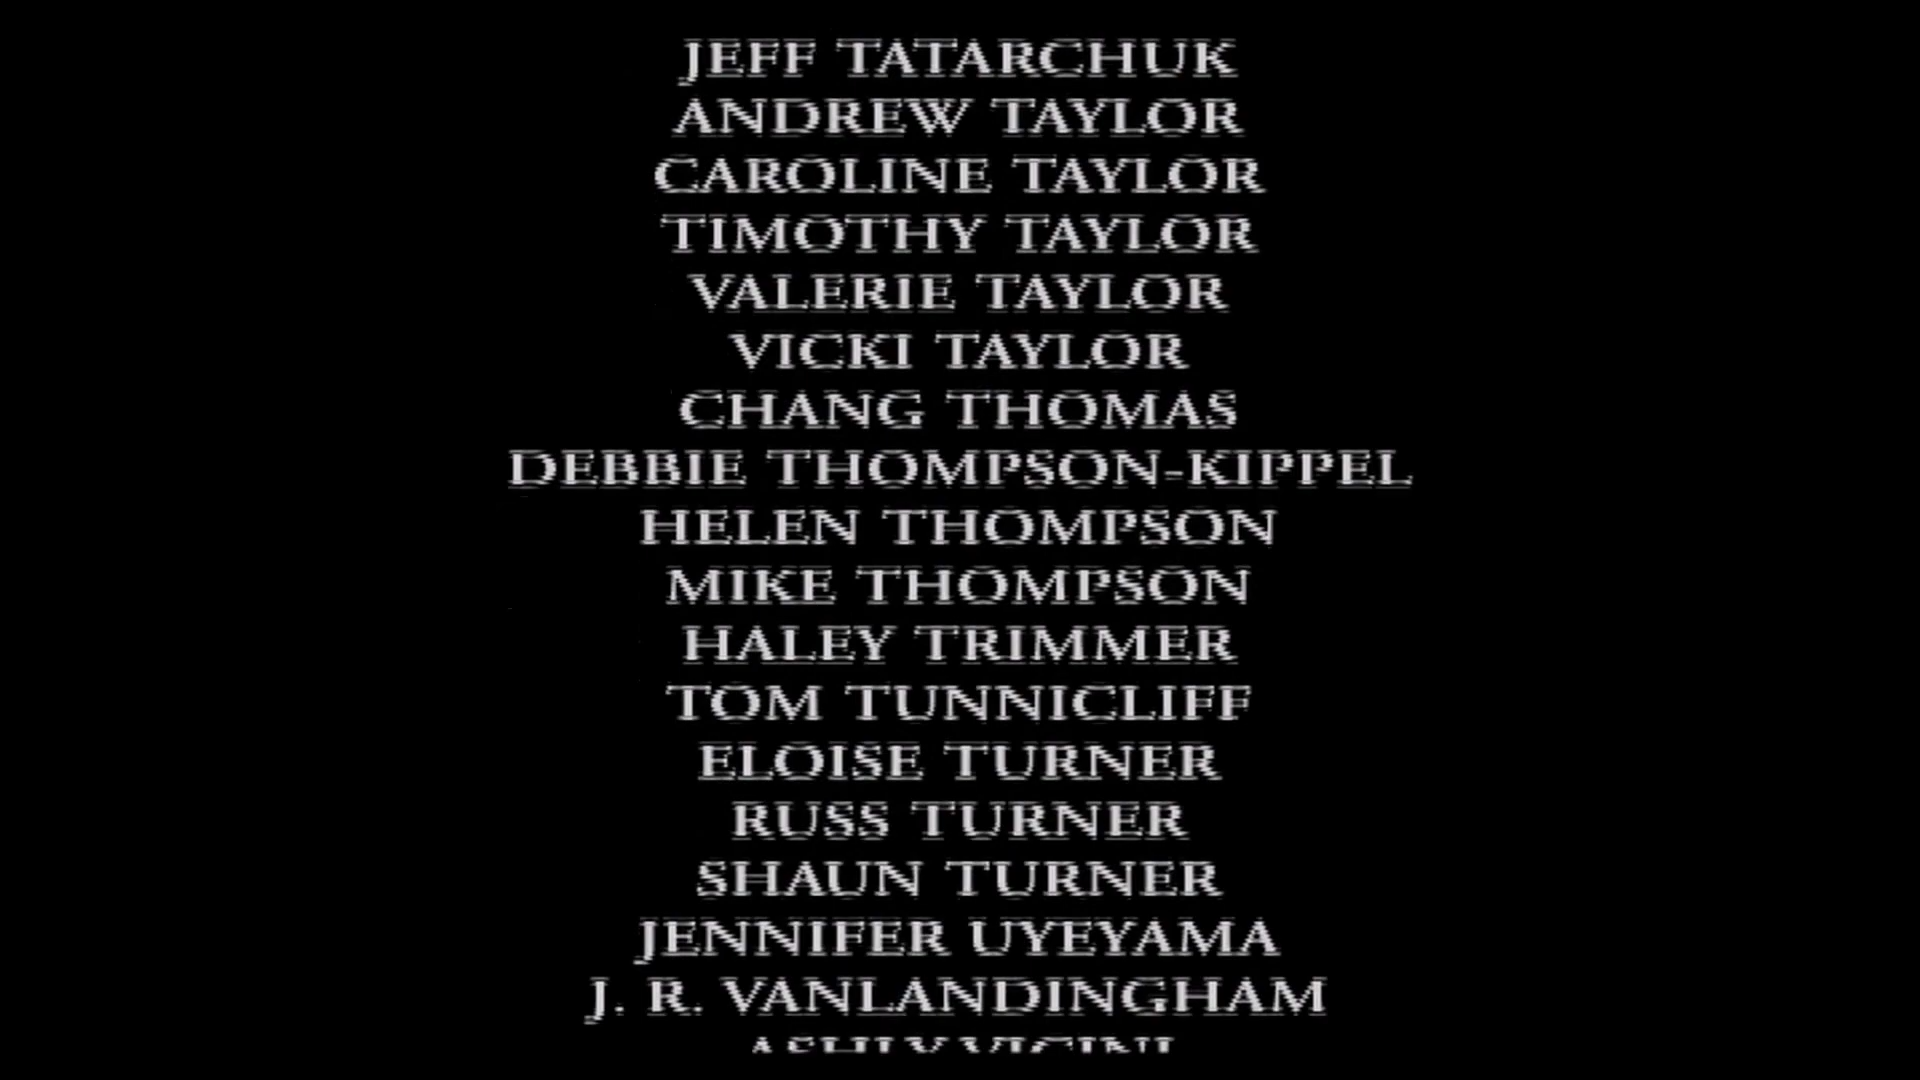 JEFF TATARCHUK
ANDREW TAYLOR
CAROLINE TAYLOR
TIMOTHY TAYLOR
VALERIE TAYLOR
VICKI TAYLOR
CHANG THOMAS
DEBBIE THOMPSON-KIPPEL
HELEN THOMPSON
MIKE THOMPSON
HALEY TRIMMER
TOM TUNNICLIFF
ELOISE TURNER
RUSS TURNER
SHAUN TURNER
JENNIFER UYEYAMA
J. R. VANLANDINGHAM